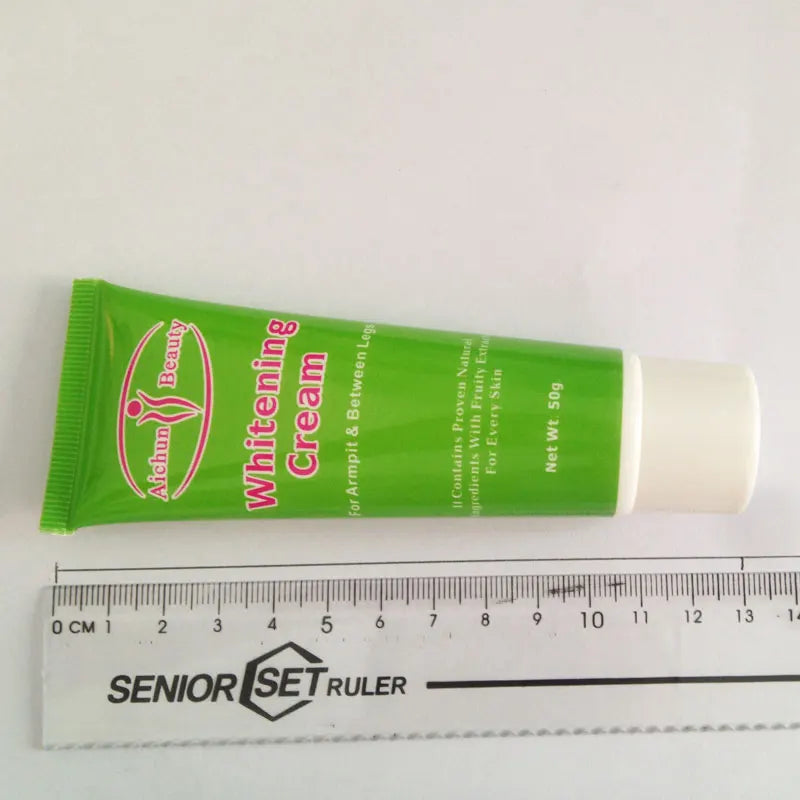 Aichun Beauty
Whitening
Cream
For Armpit & Between Legs
It Contains Proven Natural
Ingredients With Fruity Extract
For Every Skin
Net Wt. 50g
0 CM 1 2 3 4 5 6 7 8 9 10 11 12 13 14
SENIOR SET RULER